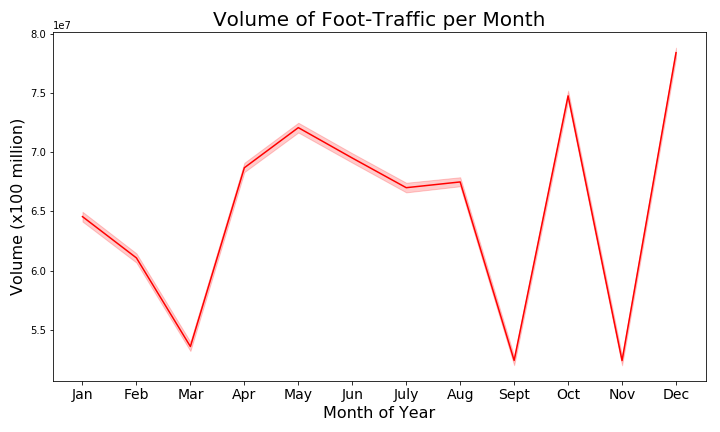 Volume of Foot-Traffic per Month
1e7
8.0
7.5
7.0
6.5
6.0
5.5
Volume (x100 million)
Jan Feb Mar Apr May Jun July Aug Sept Oct Nov Dec
Month of Year